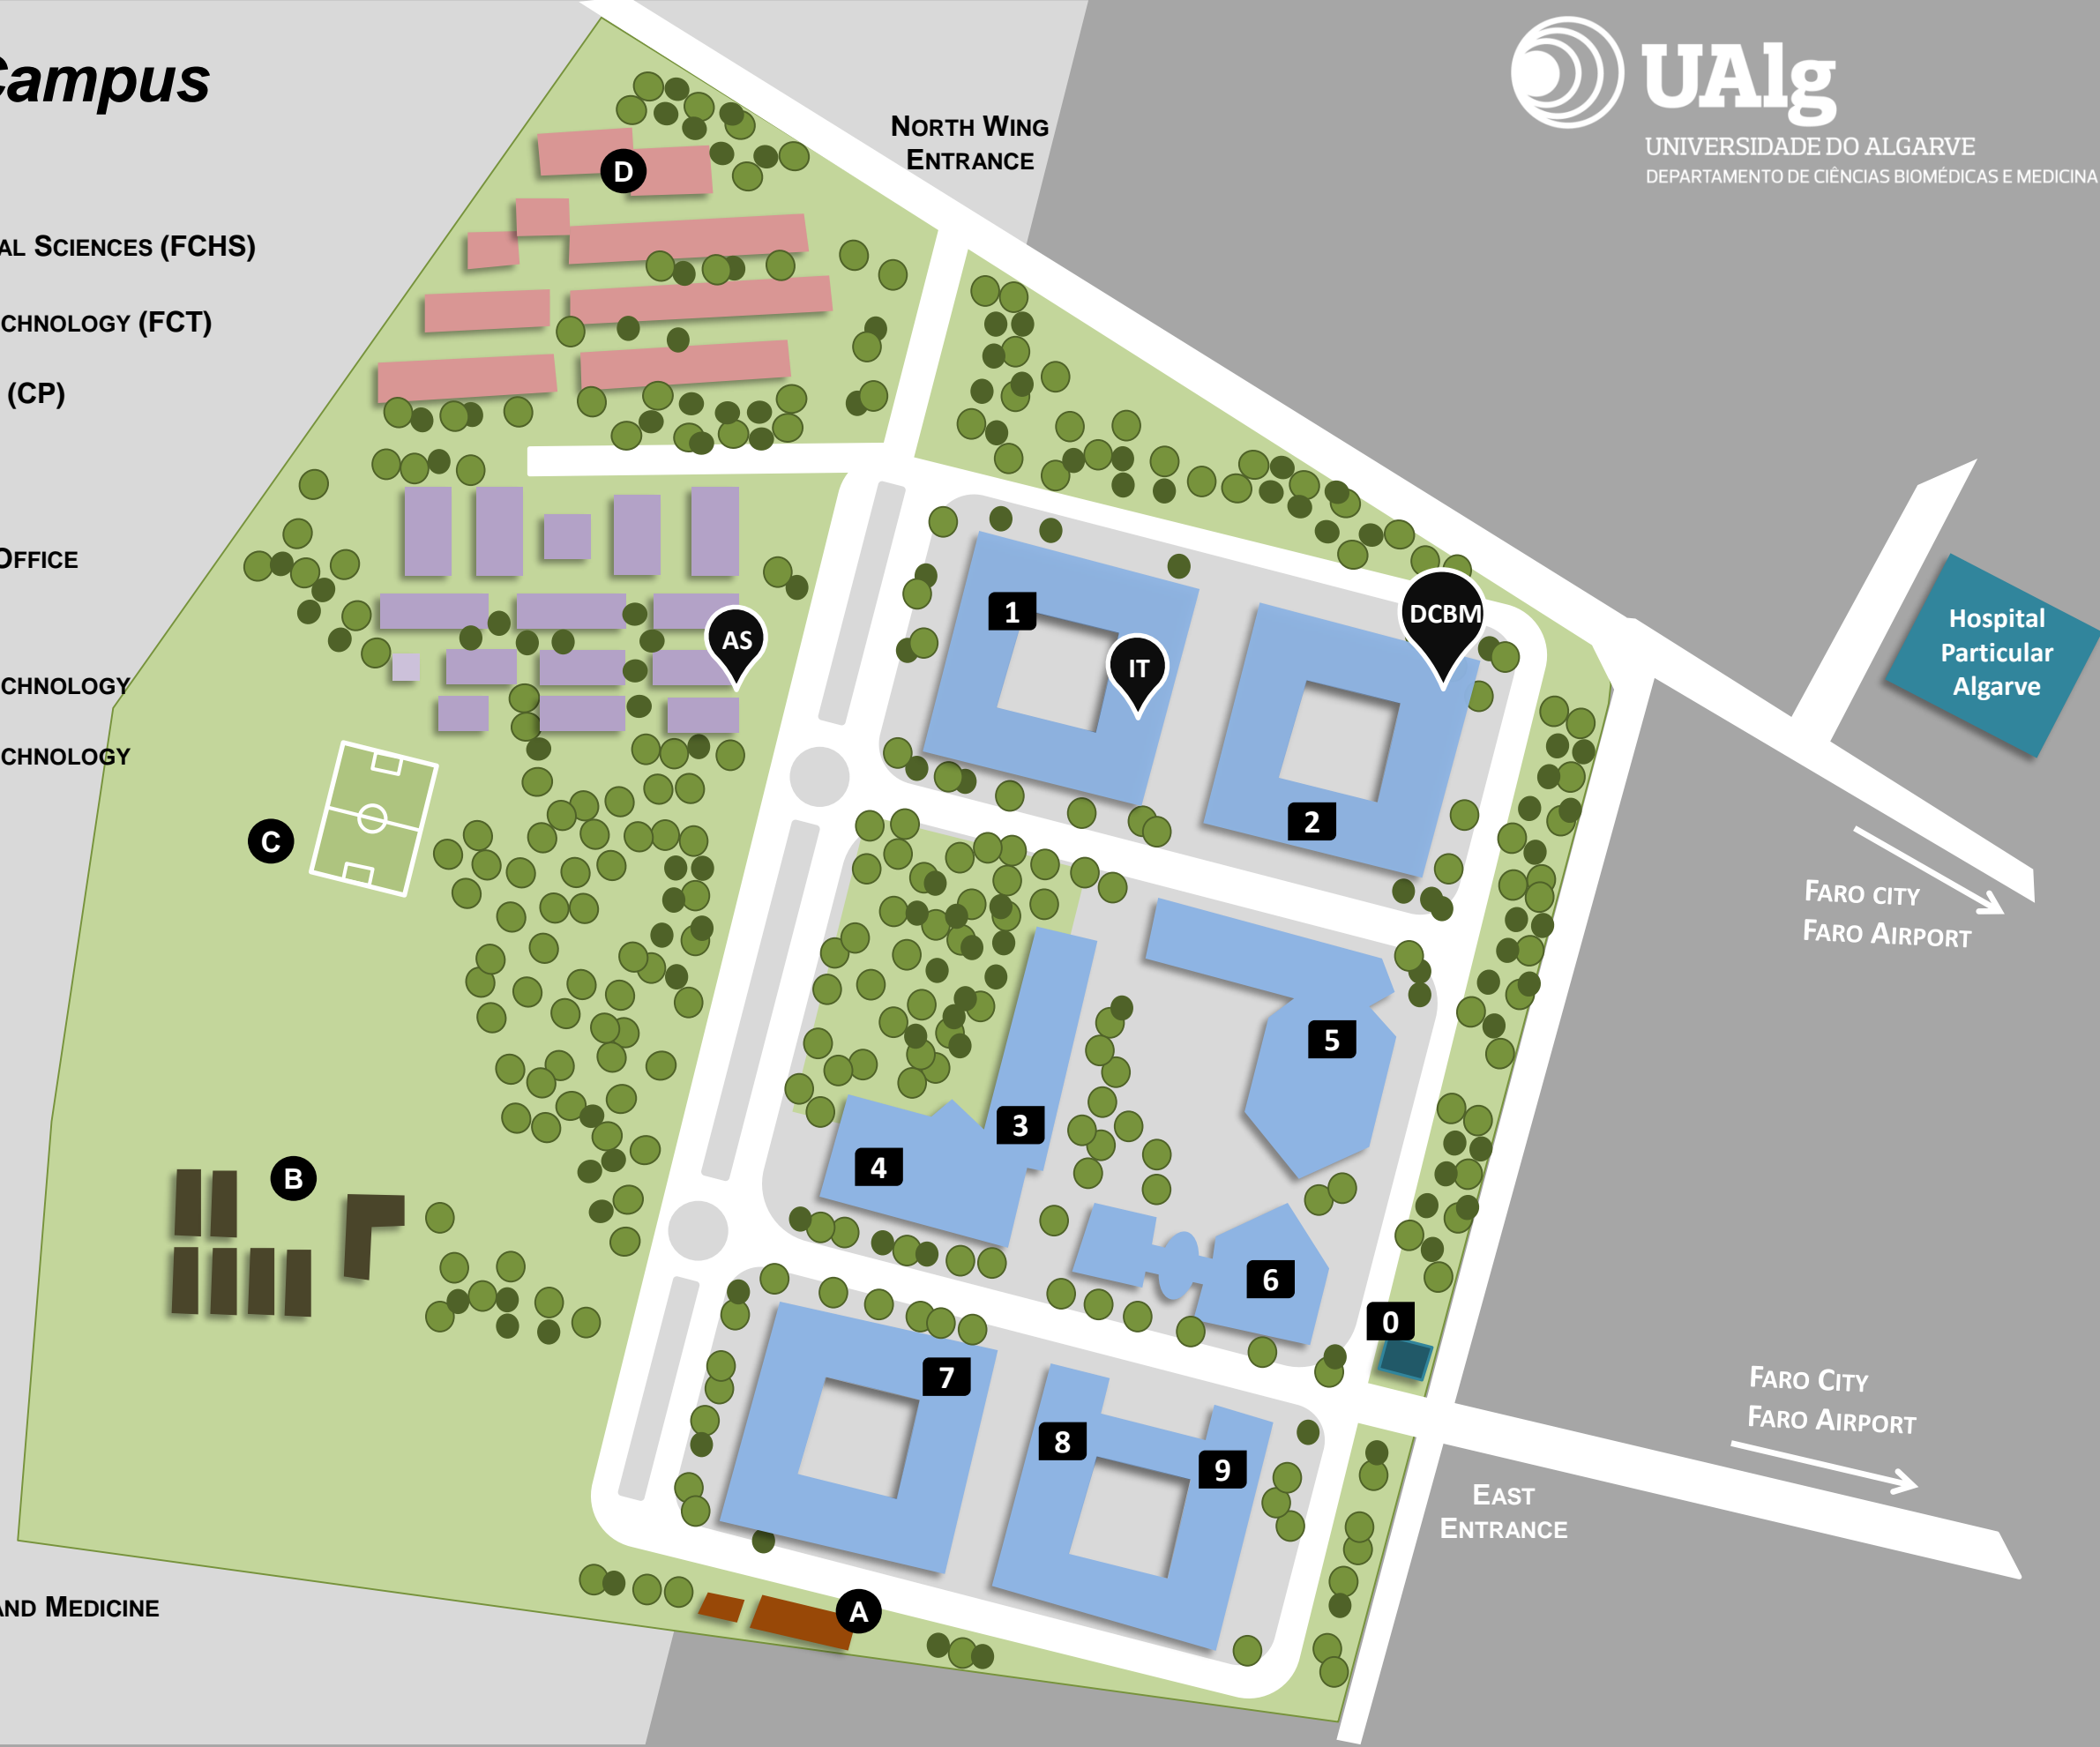 Campus
UAlg
UNIVERSIDADE DO ALGARVE
DEPARTAMENTO DE CIÊNCIAS BIOMÉDICAS E MEDICINA
NORTH WING
ENTRANCE
D
AL SCIENCES (FCHS)
CHNOLOGY (FCT)
(CP)
OFFICE
1
DCBM
AS
IT
Hospital
Particular
Algarve
CHNOLOGY
CHNOLOGY
2
C
FARO CITY
FARO AIRPORT
5
3
4
B
6
0
7
8
9
FARO CITY
FARO AIRPORT
EAST
ENTRANCE
AND MEDICINE
A